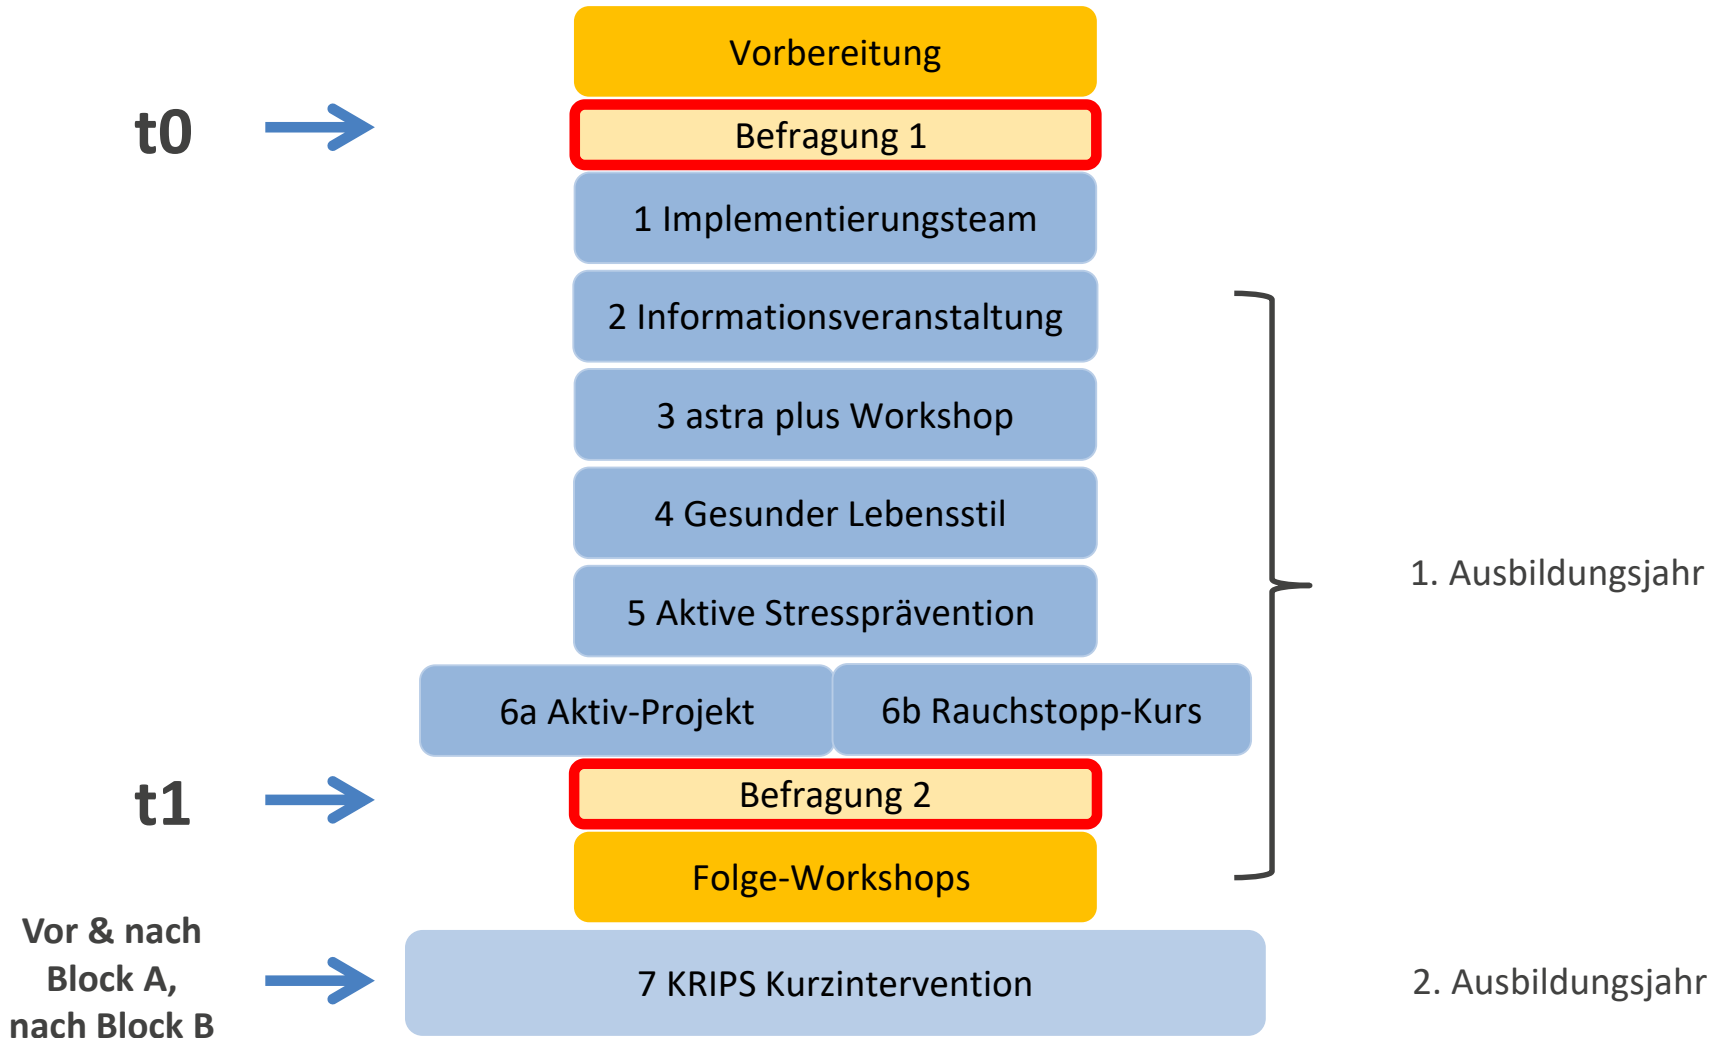 Vorbereitung
t0
Befragung 1
1 Implementierungsteam
2 Informationsveranstaltung
3 astra plus Workshop
4 Gesunder Lebensstil
1. Ausbildungsjahr
5 Aktive Stressprävention
6a Aktiv-Projekt
6b Rauchstopp-Kurs
t1
Befragung 2
Folge-Workshops
Vor & nach
Block A,
nach Block B
7 KRIPS Kurzintervention
2. Ausbildungsjahr